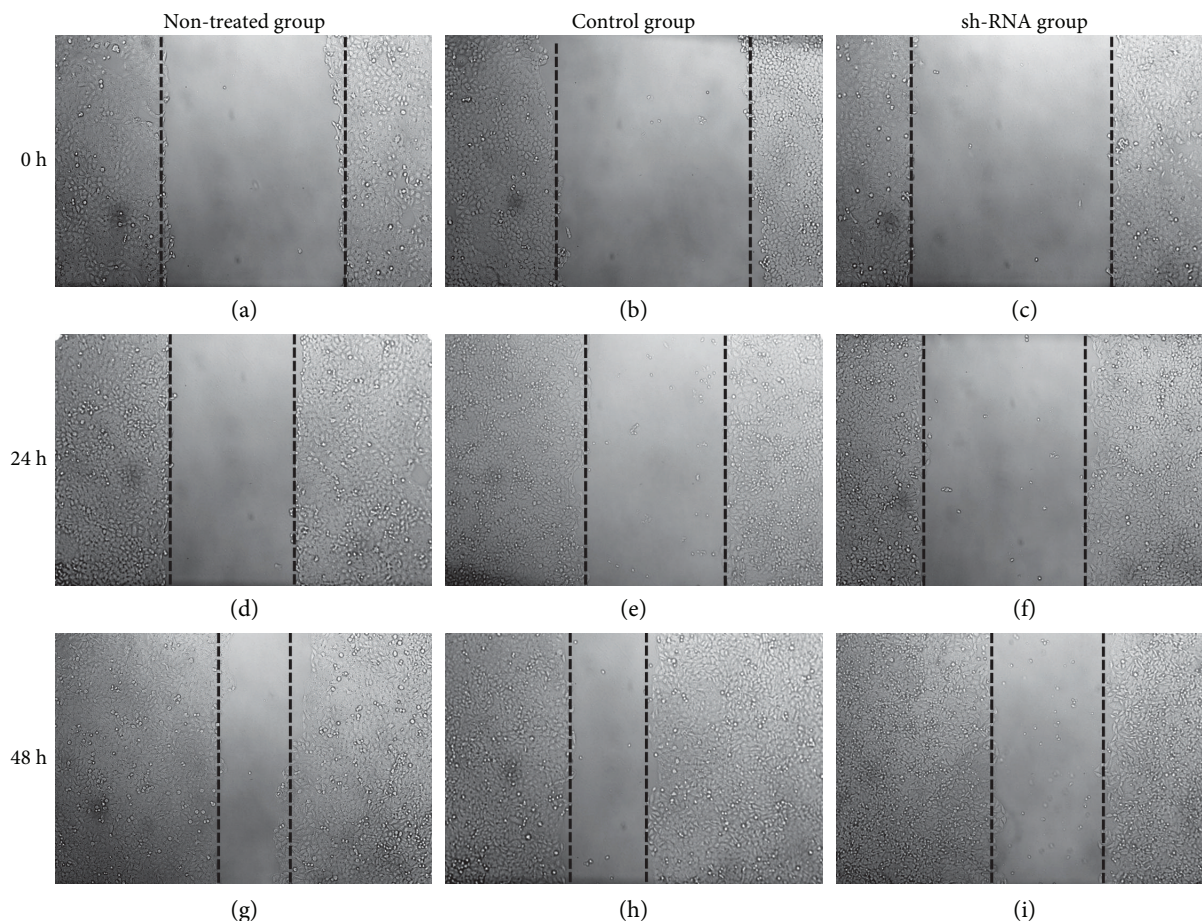 Non-treated group
Control group
sh-RNA group
0 h
(a)
(b)
(c)
24 h
(d)
(e)
(f)
48 h
(g)
(h)
(i)